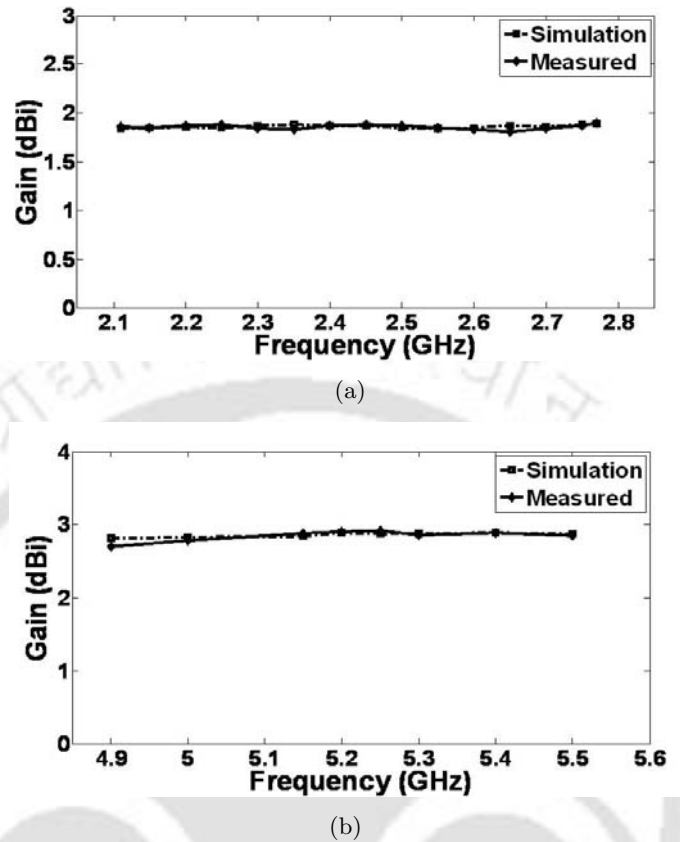 3
2.5
2
1.5
1
0.5
0
Gain (dBi)
Simulation
Measured
2.1 2.2 2.3 2.4 2.5 2.6 2.7 2.8
Frequency (GHz)
(a)
4
3
2
1
0
Gain (dBi)
Simulation
Measured
4.9 5 5.1 5.2 5.3 5.4 5.5 5.6
Frequency (GHz)
(b)